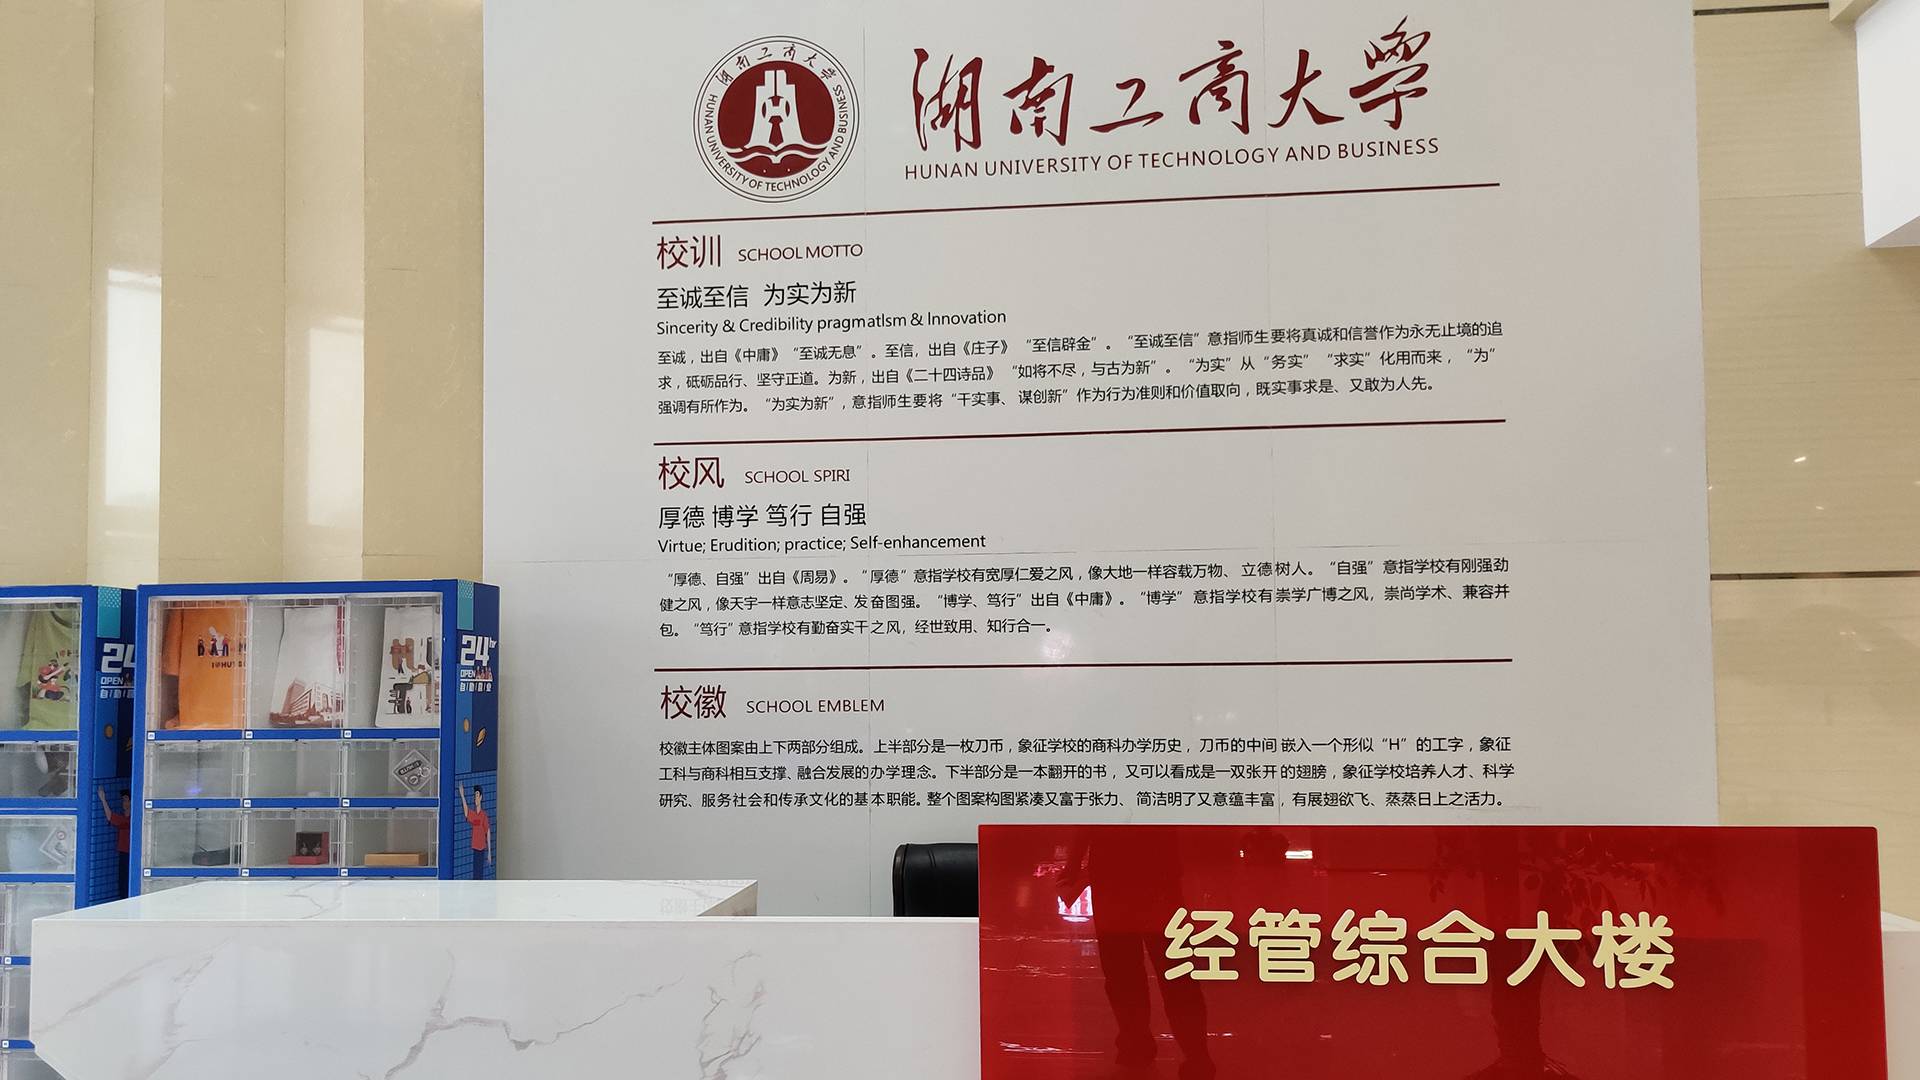 湖南工商大学
HUNAN UNIVERSITY OF TECHNOLOGY AND BUSINESS
湖南工商大學
HUNAN UNIVERSITY OF TECHNOLOGY AND BUSINESS
校训 SCHOOL MOTTO
至诚至信 为实为新
Sincerity & Credibility pragmatlsm & Innovation
至诚，出自《中庸》“至诚无息”。至信，出自《庄子》“至信辟金”。“至诚至信”意指师生要将真诚和信誉作为永无止境的追
求，砥砺品行、坚守正道。为新，出自《二十四诗品》“如将不尽，与古为新”。“为实”从“务实”“求实”化用而来，“为”
强调有所作为。“为实为新”，意指师生要将“干实事、谋创新”作为行为准则和价值取向，既实事求是、又敢为人先。
校风 SCHOOL SPIRI
厚德 博学 笃行 自强
Virtue; Erudition; practice; Self-enhancement
“厚德、自强”出自《周易》。“厚德”意指学校有宽厚仁爱之风，像大地一样容载万物、立德树人。“自强”意指学校有刚强劲
健之风，像天宇一样意志坚定、发奋图强。“博学、笃行”出自《中庸》。“博学”意指学校有崇学广博之风，崇尚学术、兼容并
包。“笃行”意指学校有勤奋实干之风，经世致用、知行合一。
校徽 SCHOOL EMBLEM
校徽主体图案由上下两部分组成。上半部分是一枚刀币，象征学校的商科办学历史，刀币的中间嵌入一个形似“H”的工字，象征
工科与商科相互支撑、融合发展的办学理念。下半部分是一本翻开的书，又可以看成是一双张开的翅膀，象征学校培养人才、科学
研究、服务社会和传承文化的基本职能。整个图案构图紧凑又富于张力、简洁明了又意蕴丰富，有展翅欲飞、蒸蒸日上之活力。
24
OPEN
24hr
OPEN
经管综合大楼